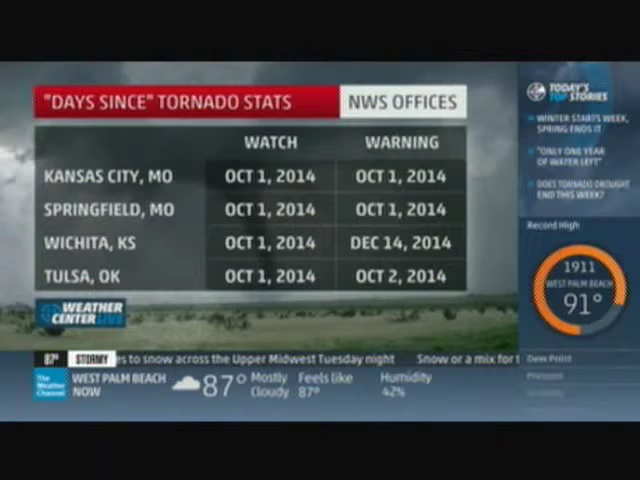 "DAYS SINCE" TORNADO STATS
NWS OFFICES
WATCH WARNING
KANSAS CITY, MO OCT 1, 2014 OCT 1, 2014
SPRINGFIELD, MO OCT 1, 2014 OCT 1, 2014
WICHITA, KS OCT 1, 2014 DEC 14, 2014
TULSA, OK OCT 1, 2014 OCT 2, 2014
WEATHER
CENTER LIVE
TODAY'S
TOP STORIES
WINTER STARTS WEEK,
SPRING ENDS IT
"ONLY ONE YEAR
OF WATER LEFT"
DOES TORNADO DROUGHT
END THIS WEEK?
Record High
1911
WEST PALM BEACH
91°
Dew Point
Pressure
87° STORMY es to snow across the Upper Midwest Tuesday night Snow or a mix for t
The
Weather
Channel
WEST PALM BEACH
NOW
87°
Mostly
Cloudy
Feels like
87°
Humidity
42%